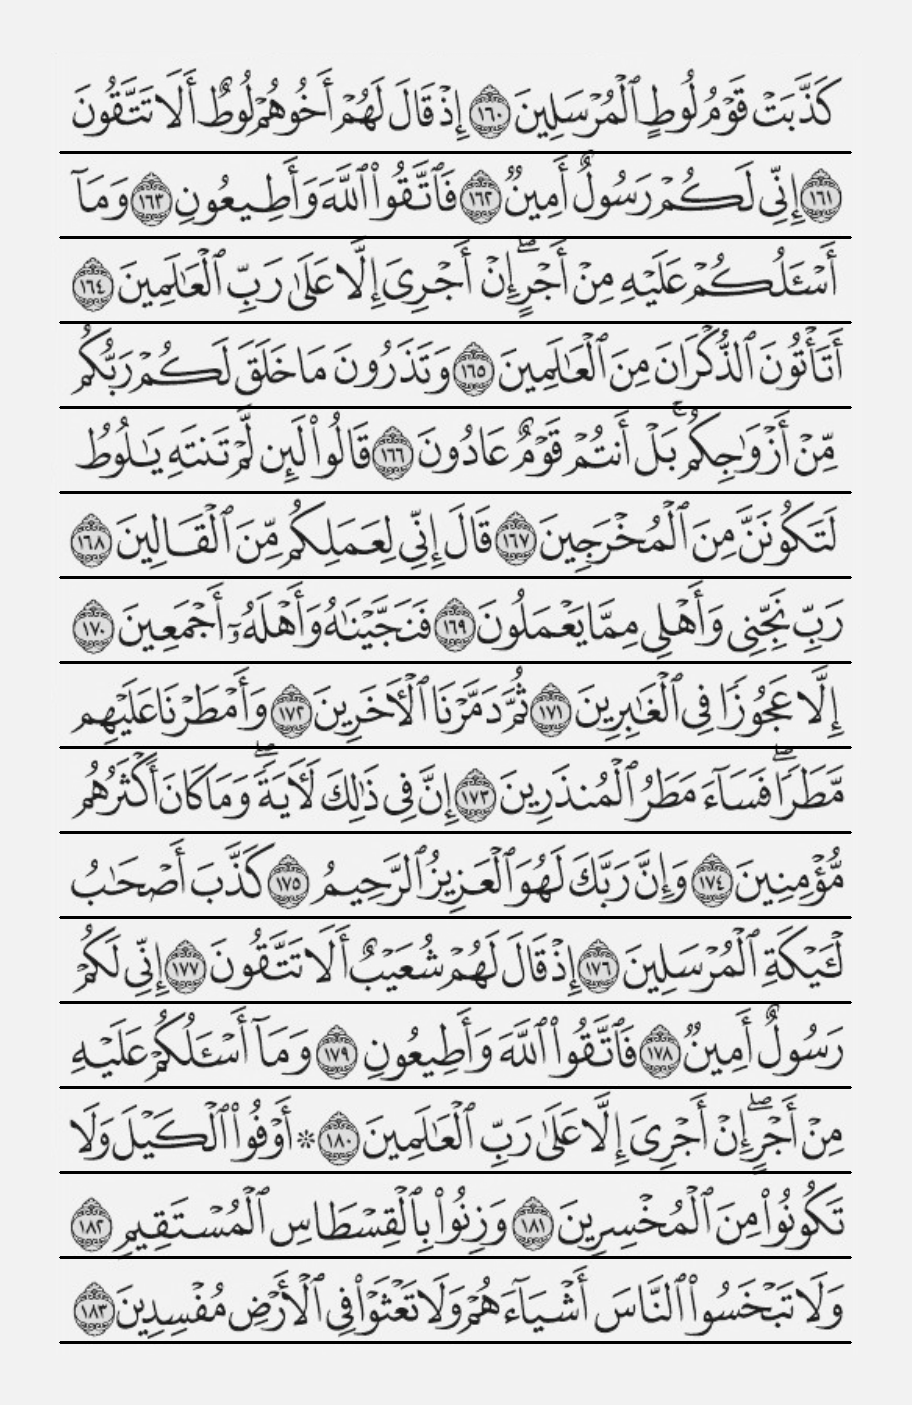 كَذَّبَتْ قَوْمُ لُوطٍ ٱلْمُرْسَلِينَ ١٦٠ إِذْ قَالَ لَهُمْ أَخُوهُمْ لُوطٌ أَلَا تَتَّقُونَ
١٦١ إِنِّى لَكُمْ رَسُولٌ أَمِينٌ ١٦٢ فَٱتَّقُوا۟ ٱللَّهَ وَأَطِيعُونِ ١٦٣ وَمَآ
أَسْـَٔلُكُمْ عَلَيْهِ مِنْ أَجْرٍ ۖ إِنْ أَجْرِىَ إِلَّا عَلَىٰ رَبِّ ٱلْعَـٰلَمِينَ ١٦٤
أَتَأْتُونَ ٱلذُّكْرَانَ مِنَ ٱلْعَـٰلَمِينَ ١٦٥ وَتَذَرُونَ مَا خَلَقَ لَكُمْ رَبُّكُم
مِّنْ أَزْوَٰجِكُم ۚ بَلْ أَنتُمْ قَوْمٌ عَادُونَ ١٦٦ قَالُوا۟ لَئِن لَّمْ تَنتَهِ يَـٰلُوطُ
لَتَكُونَنَّ مِنَ ٱلْمُخْرَجِينَ ١٦٧ قَالَ إِنِّى لِعَمَلِكُم مِّنَ ٱلْقَالِينَ ١٦٨
رَبِّ نَجِّنِى وَأَهْلِى مِمَّا يَعْمَلُونَ ١٦٩ فَنَجَّيْنَـٰهُ وَأَهْلَهُۥٓ أَجْمَعِينَ ١٧٠
إِلَّا عَجُوزًا فِى ٱلْغَـٰبِرِينَ ١٧١ ثُمَّ دَمَّرْنَا ٱلْـَٔاخَرِينَ ١٧٢ وَأَمْطَرْنَا عَلَيْهِم
مَّطَرًا ۖ فَسَآءَ مَطَرُ ٱلْمُنذَرِينَ ١٧٣ إِنَّ فِى ذَٰلِكَ لَـَٔايَةً ۖ وَمَا كَانَ أَكْثَرُهُم
مُّؤْمِنِينَ ١٧٤ وَإِنَّ رَبَّكَ لَهُوَ ٱلْعَزِيزُ ٱلرَّحِيمُ ١٧٥ كَذَّبَ أَصْحَـٰبُ
لْـَٔيْكَةِ ٱلْمُرْسَلِينَ ١٧٦ إِذْ قَالَ لَهُمْ شُعَيْبٌ أَلَا تَتَّقُونَ ١٧٧ إِنِّى لَكُمْ
رَسُولٌ أَمِينٌ ١٧٨ فَٱتَّقُوا۟ ٱللَّهَ وَأَطِيعُونِ ١٧٩ وَمَآ أَسْـَٔلُكُمْ عَلَيْهِ
مِنْ أَجْرٍ ۖ إِنْ أَجْرِىَ إِلَّا عَلَىٰ رَبِّ ٱلْعَـٰلَمِينَ ١٨٠ * أَوْفُوا۟ ٱلْكَيْلَ وَلَا
تَكُونُوا۟ مِنَ ٱلْمُخْسِرِينَ ١٨١ وَزِنُوا۟ بِٱلْقِسْطَاسِ ٱلْمُسْتَقِيمِ ١٨٢
وَلَا تَبْخَسُوا۟ ٱلنَّاسَ أَشْيَآءَهُمْ وَلَا تَعْثَوْا۟ فِى ٱلْأَرْضِ مُفْسِدِينَ ١٨٣